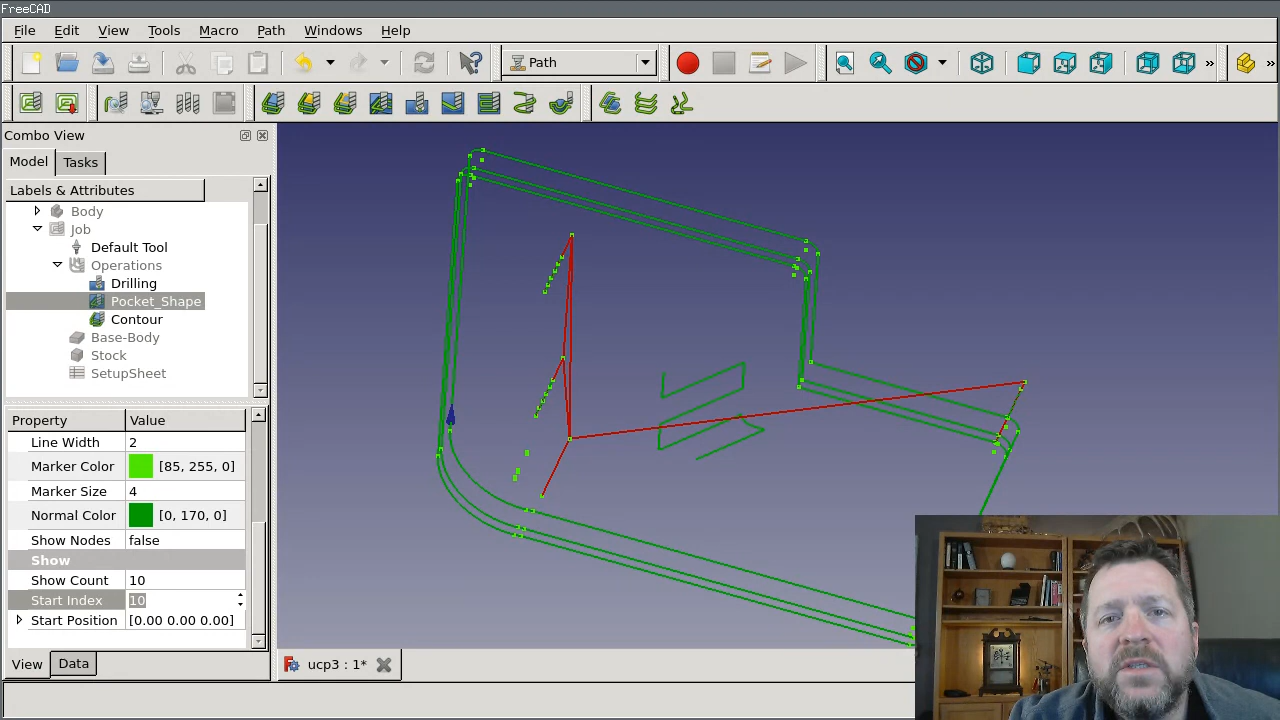 FreeCAD
File Edit View Tools Macro Path Windows Help
Path
» »
Combo View
Model Tasks
Labels & Attributes
Body
Job
Default Tool
Operations
Drilling
Pocket_Shape
Contour
Base-Body
Stock
SetupSheet
Property Value
Line Width 2
Marker Color [85, 255, 0]
Marker Size 4
Normal Color [0, 170, 0]
Show Nodes false
Show
Show Count 10
Start Index 10
Start Position [0.00 0.00 0.00]
View Data
ucp3 : 1*